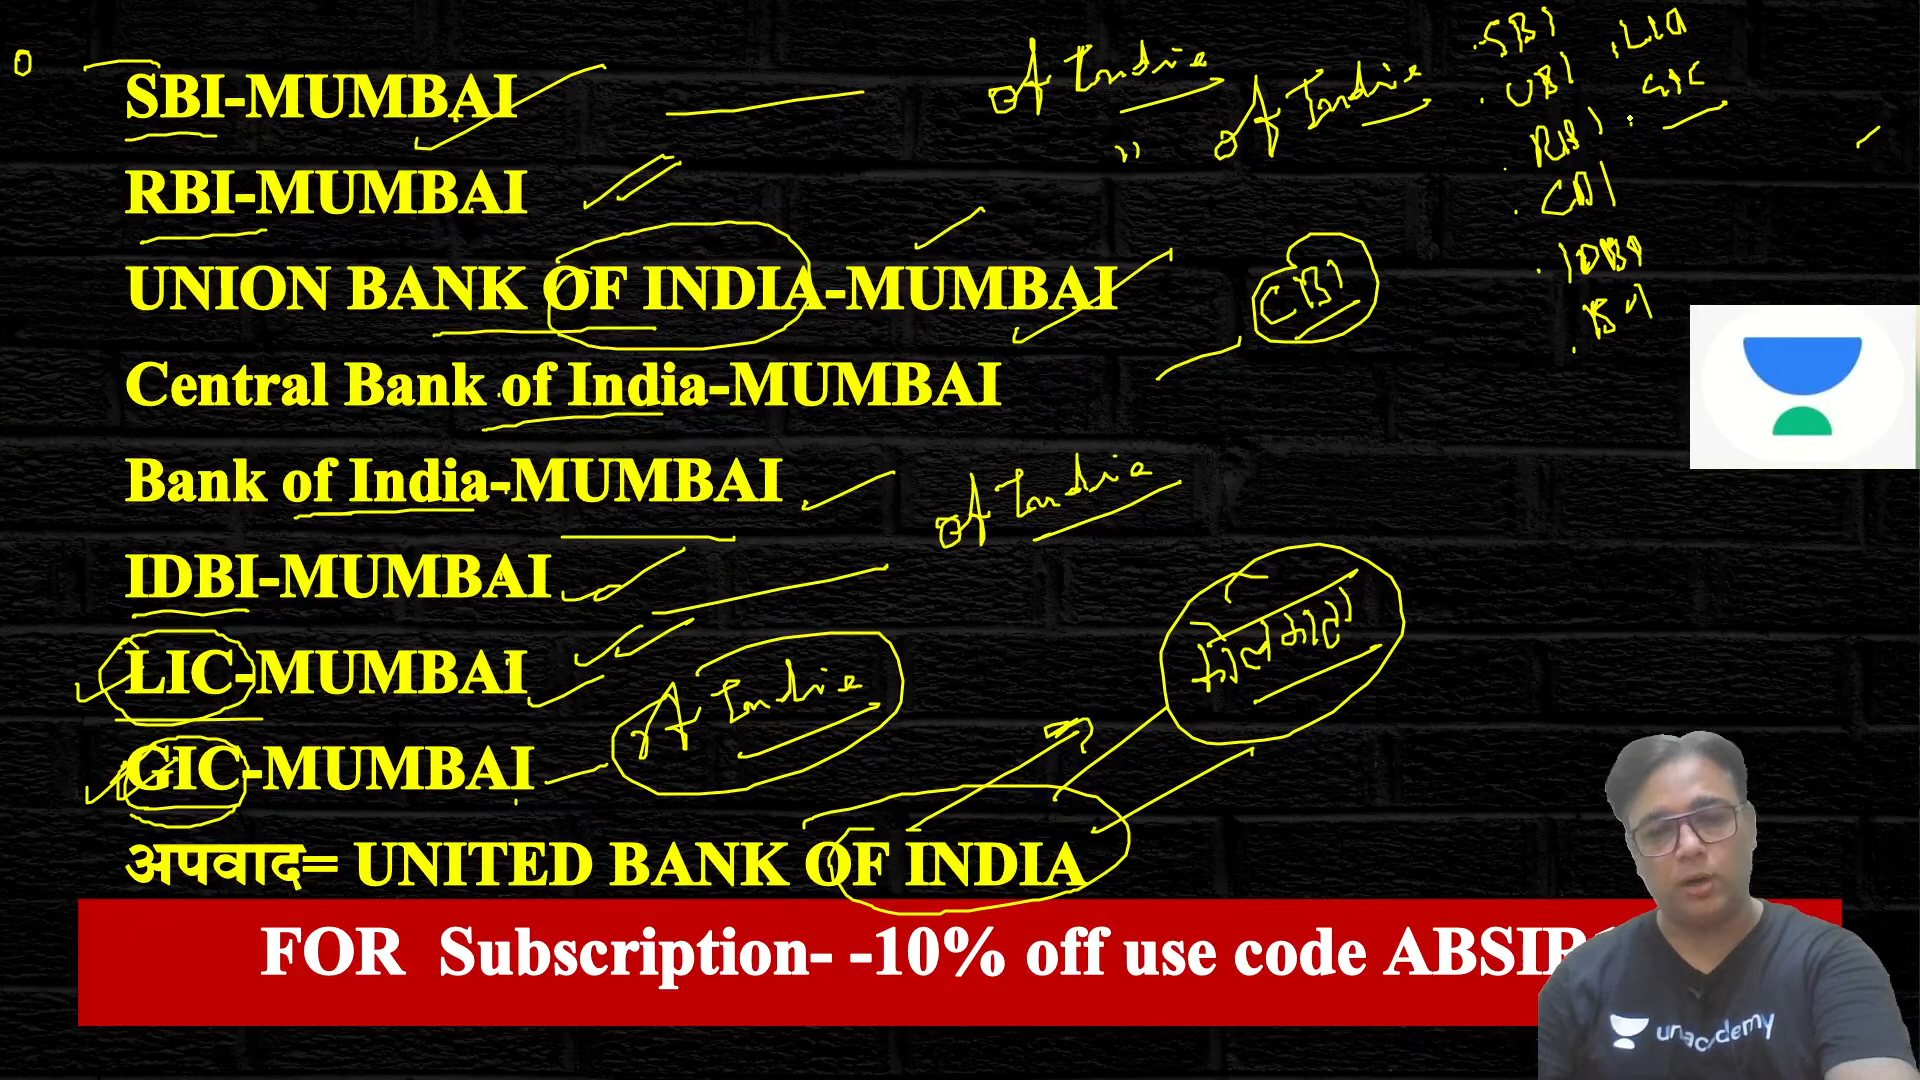 SBI-MUMBAI
RBI-MUMBAI
UNION BANK OF INDIA-MUMBAI
Central Bank of India-MUMBAI
Bank of India-MUMBAI
IDBI-MUMBAI
LIC-MUMBAI
GIC-MUMBAI
अपवाद= UNITED BANK OF INDIA
FOR Subscription- -10% off use code ABSIR
of India
of India
SBI
UBI
RBI
CBI
IDBI
LIC
GIC
CBI
of India
of India
कोलकाता
unacademy